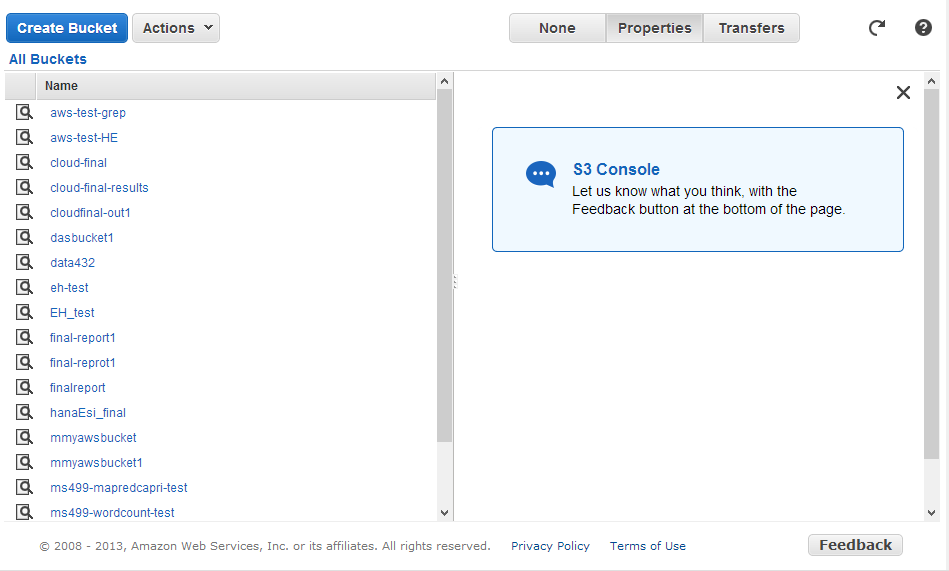 Create Bucket Actions None Properties Transfers
All Buckets
Name
aws-test-grep
aws-test-HE
cloud-final
cloud-final-results
cloudfinal-out1
dasbucket1
data432
eh-test
EH_test
final-report1
final-reprot1
finalreport
hanaEsi_final
mmyawsbucket
mmyawsbucket1
ms499-mapredcapri-test
ms499-wordcount-test
S3 Console
Let us know what you think, with the
Feedback button at the bottom of the page.
© 2008 - 2013, Amazon Web Services, Inc. or its affiliates. All rights reserved. Privacy Policy Terms of Use Feedback